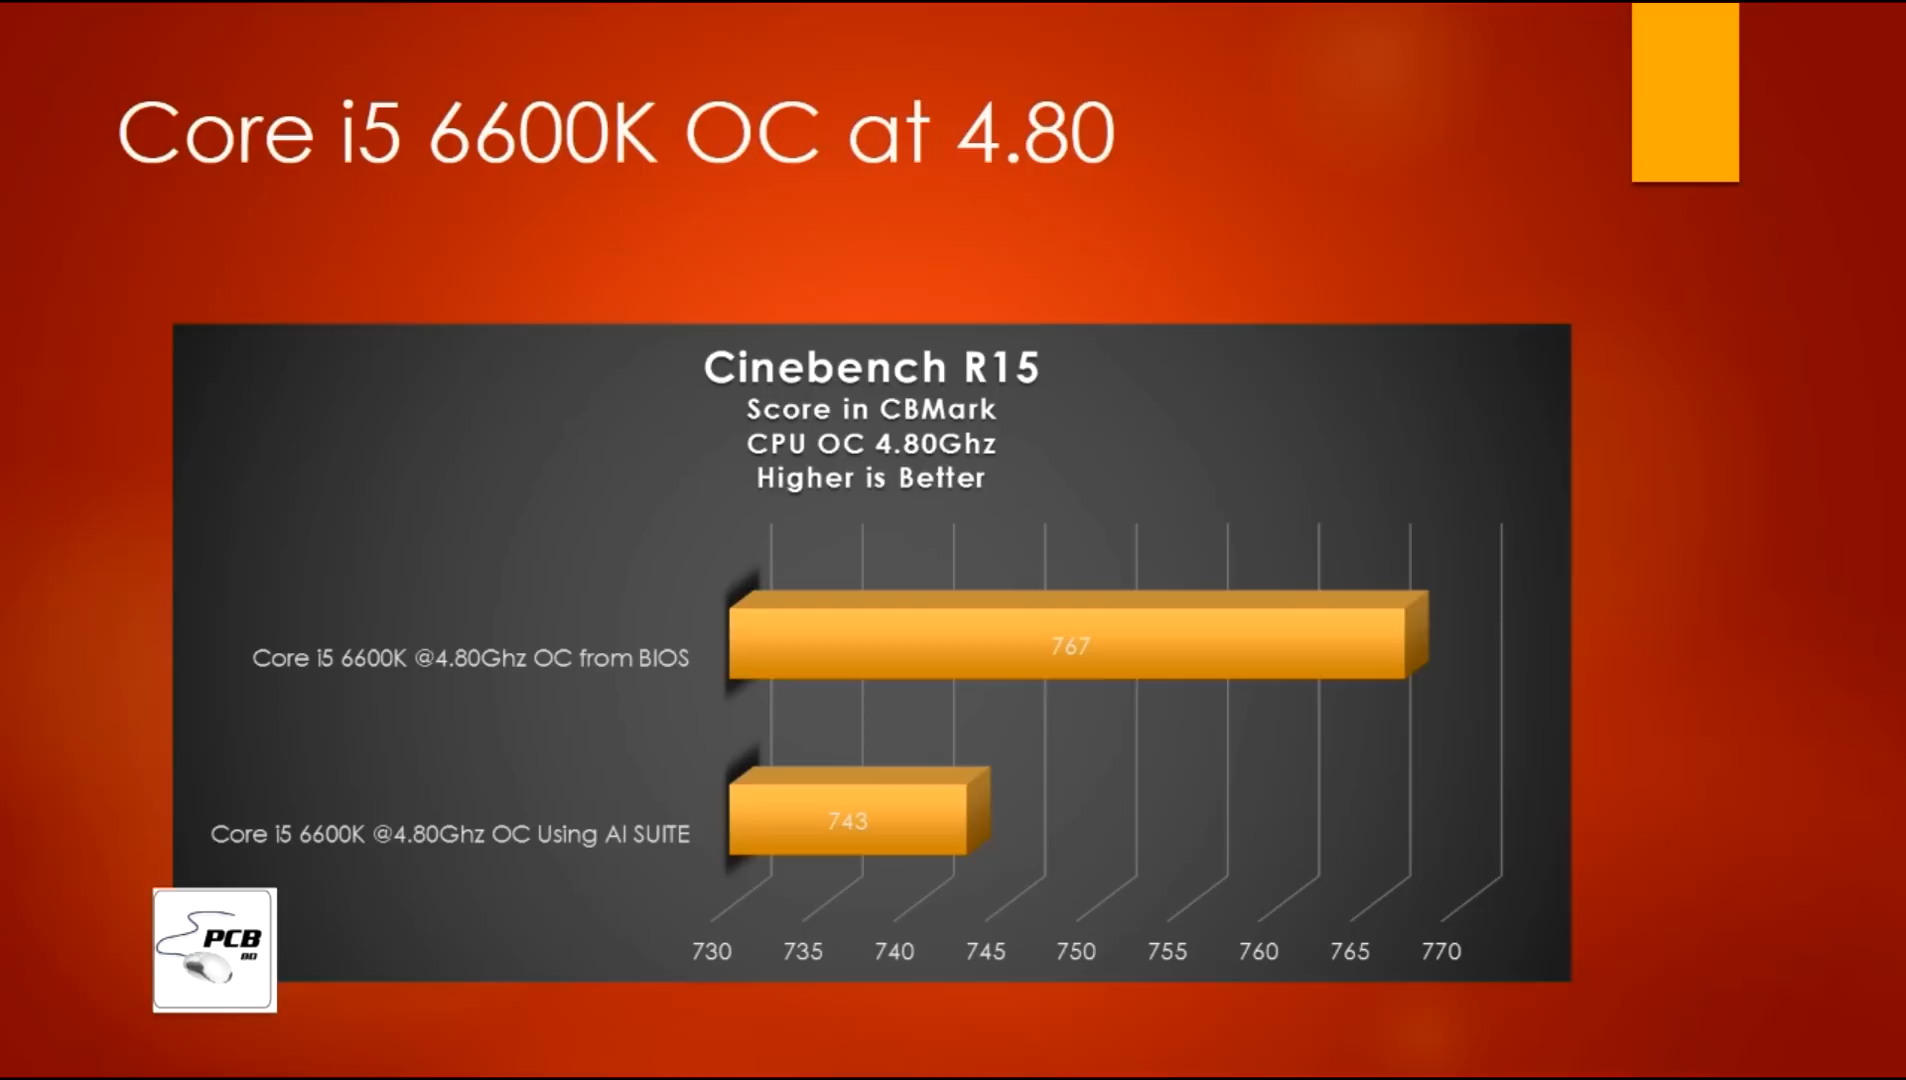 Core i5 6600K OC at 4.80
Cinebench R15
Score in CBMark
CPU OC 4.80Ghz
Higher is Better
Core i5 6600K @4.80Ghz OC from BIOS
767
Core i5 6600K @4.80Ghz OC Using AI SUITE
743
730 735 740 745 750 755 760 765 770
PCB
BD